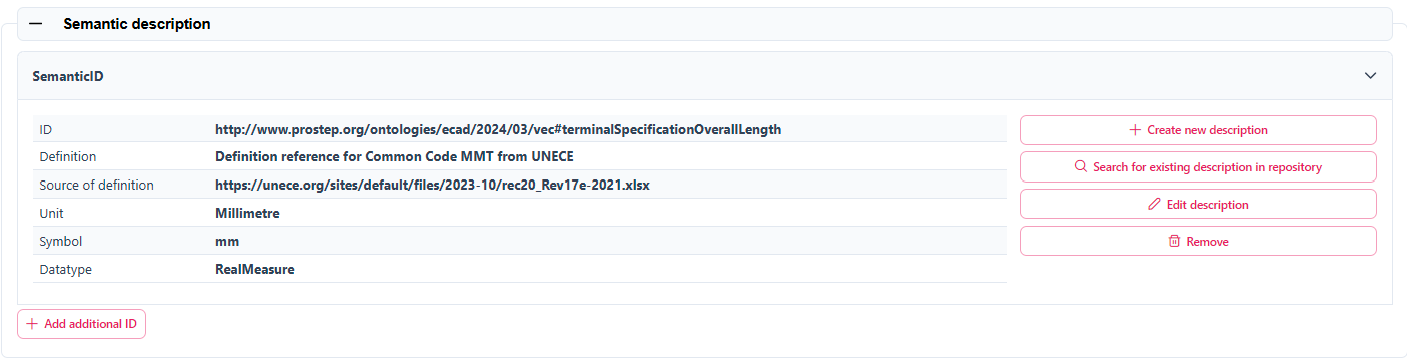 Semantic description
SemanticID
ID http://www.prostep.org/ontologies/ecad/2024/03/vec#terminalSpecificationOverallLength
Definition Definition reference for Common Code MMT from UNECE
Source of definition https://unece.org/sites/default/files/2023-10/rec20_Rev17e-2021.xlsx
Unit Millimetre
Symbol mm
Datatype RealMeasure
Create new description
Search for existing description in repository
Edit description
Remove
Add additional ID